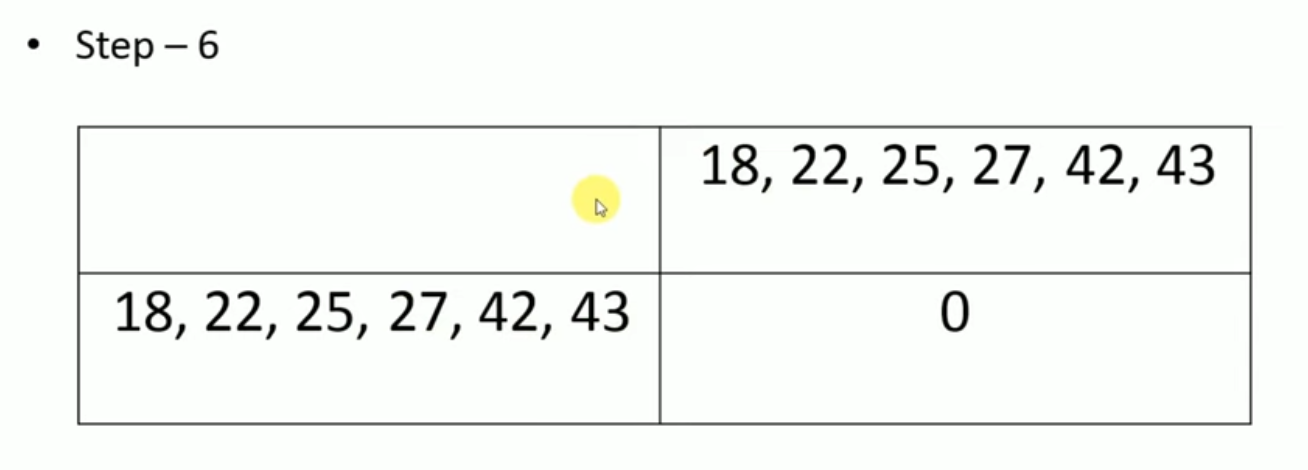 • Step – 6
18, 22, 25, 27, 42, 43
18, 22, 25, 27, 42, 43
0